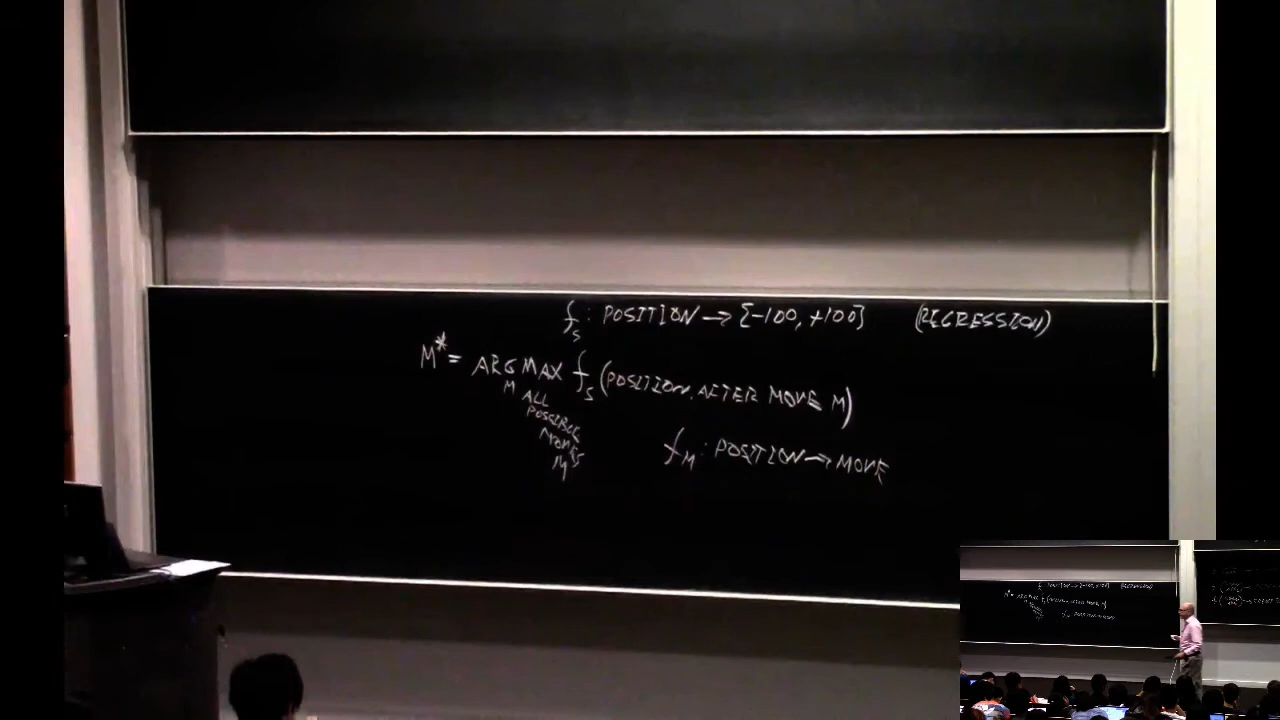 f_S : POSITION → [-100, +100] (REGRESSION)
M* = ARGMAX f_S (POSITION AFTER MOVE M)
M ALL
POSSIBLE
MOVES
M
f_M : POSITION → MOVE